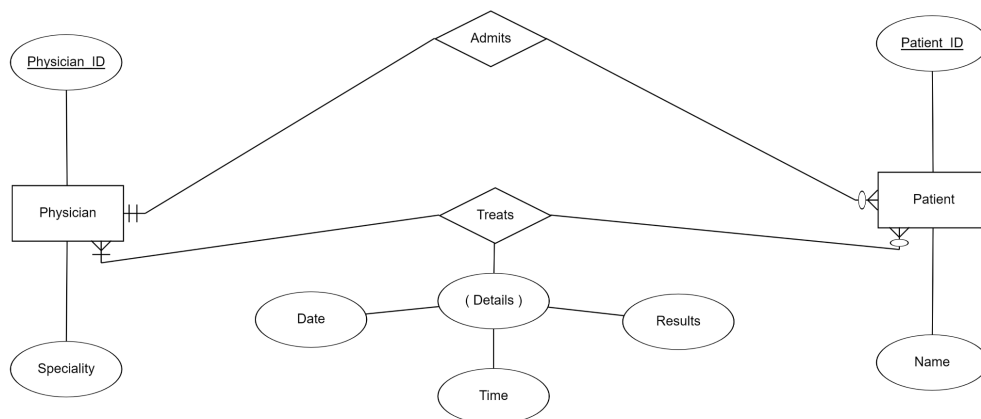 Admits
Physician_ID
Patient_ID
Physician
Treats
Patient
( Details )
Date
Results
Speciality
Time
Name